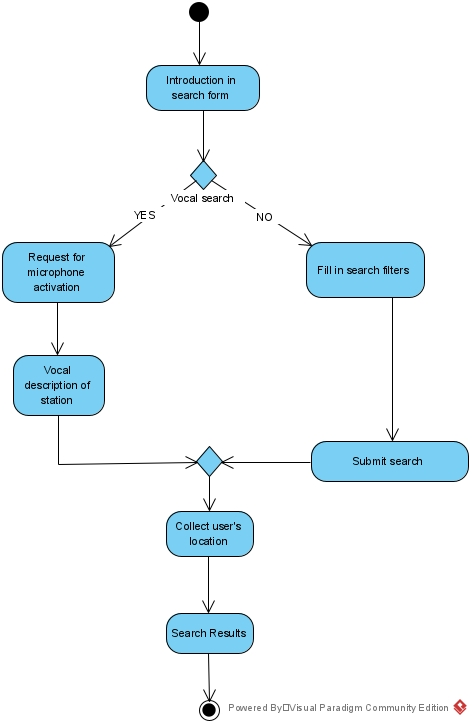 Introduction in
search form
Vocal search
YES
NO
Request for
microphone
activation
Fill in search filters
Vocal
description of
station
Submit search
Collect user's
location
Search Results
Powered By□Visual Paradigm Community Edition